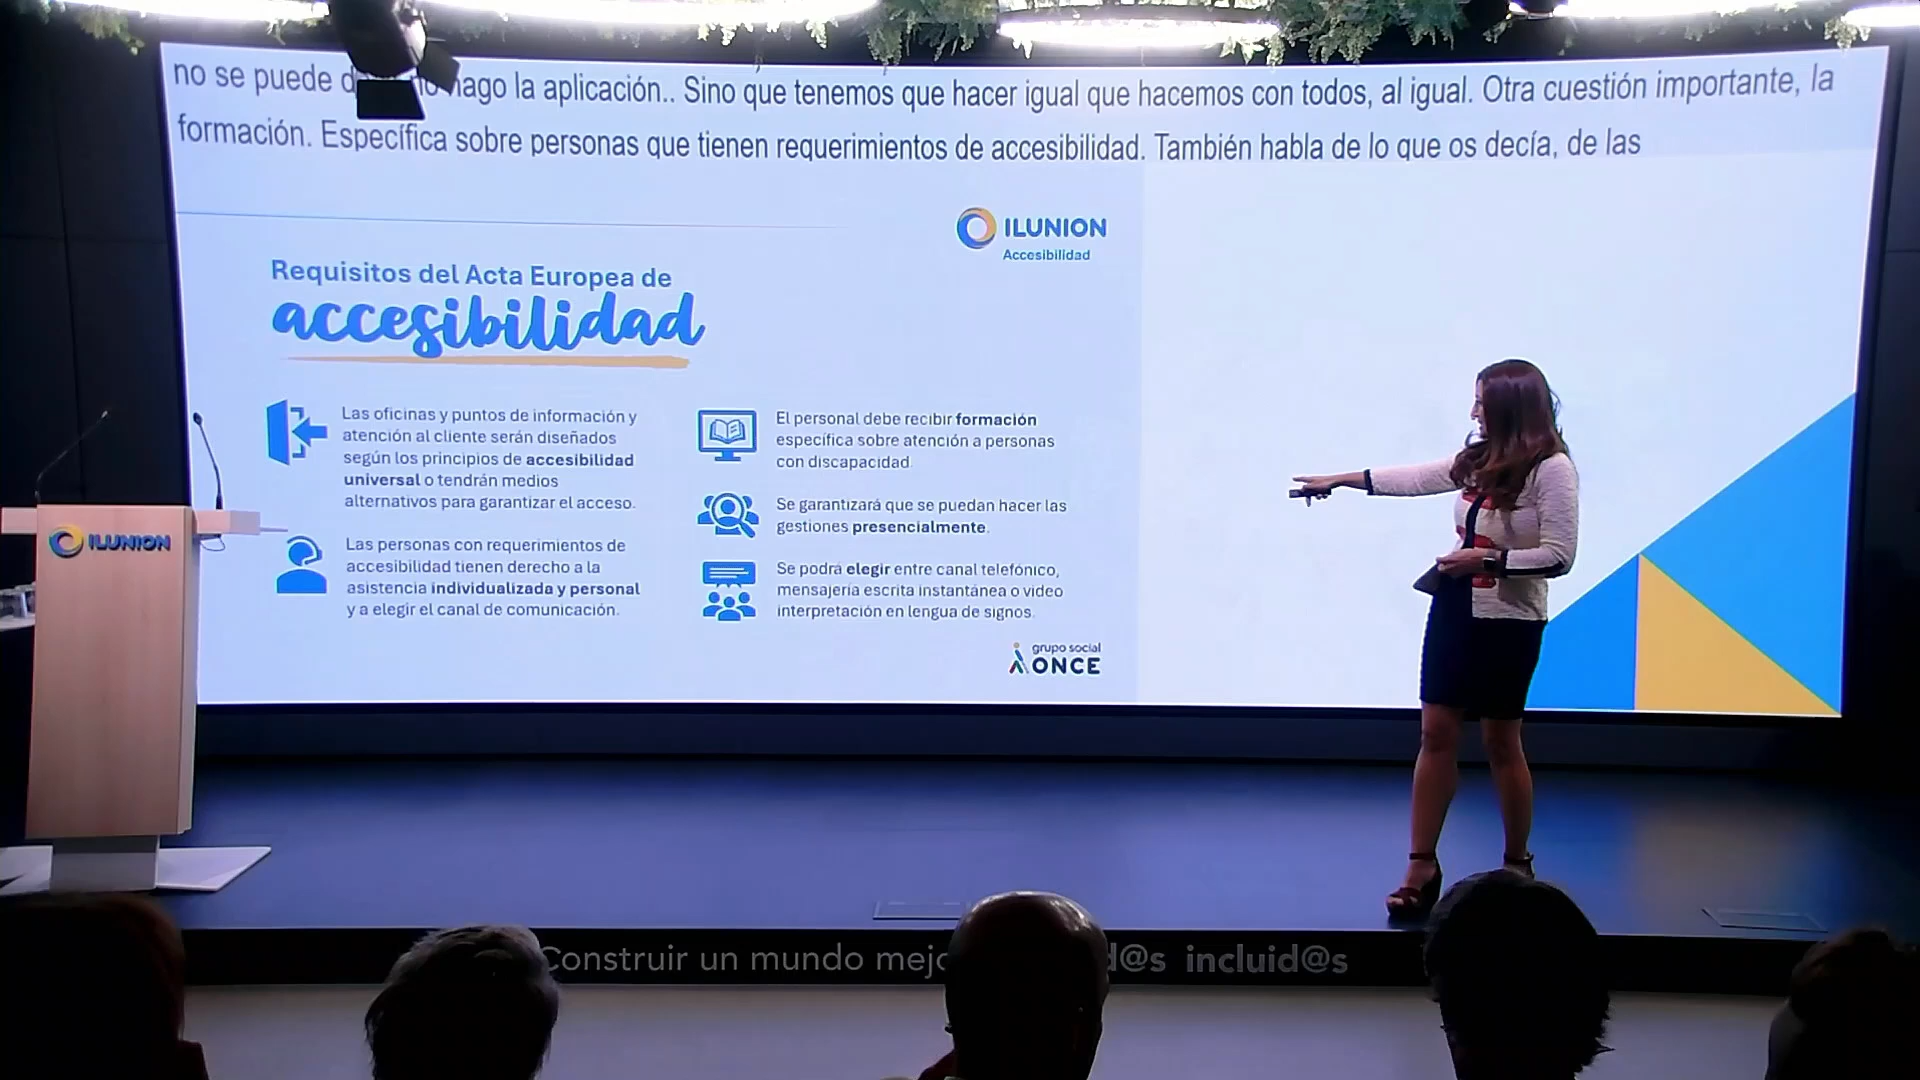 no se puede hago la aplicación.. Sino que tenemos que hacer igual que hacemos con todos, al igual. Otra cuestión importante, la
formación. Específica sobre personas que tienen requerimientos de accesibilidad. También habla de lo que os decía, de las
ILUNION
Accesibilidad
Requisitos del Acta Europea de
accesibilidad
Las oficinas y puntos de información y
atención al cliente serán diseñados
según los principios de accesibilidad
universal o tendrán medios
alternativos para garantizar el acceso.
Las personas con requerimientos de
accesibilidad tienen derecho a la
asistencia individualizada y personal
y a elegir el canal de comunicación.
El personal debe recibir formación
específica sobre atención a personas
con discapacidad.
Se garantizará que se puedan hacer las
gestiones presencialmente.
Se podrá elegir entre canal telefónico,
mensajería escrita instantánea o video
interpretación en lengua de signos.
grupo social
ONCE
ILUNION
Construir un mundo incluid@s